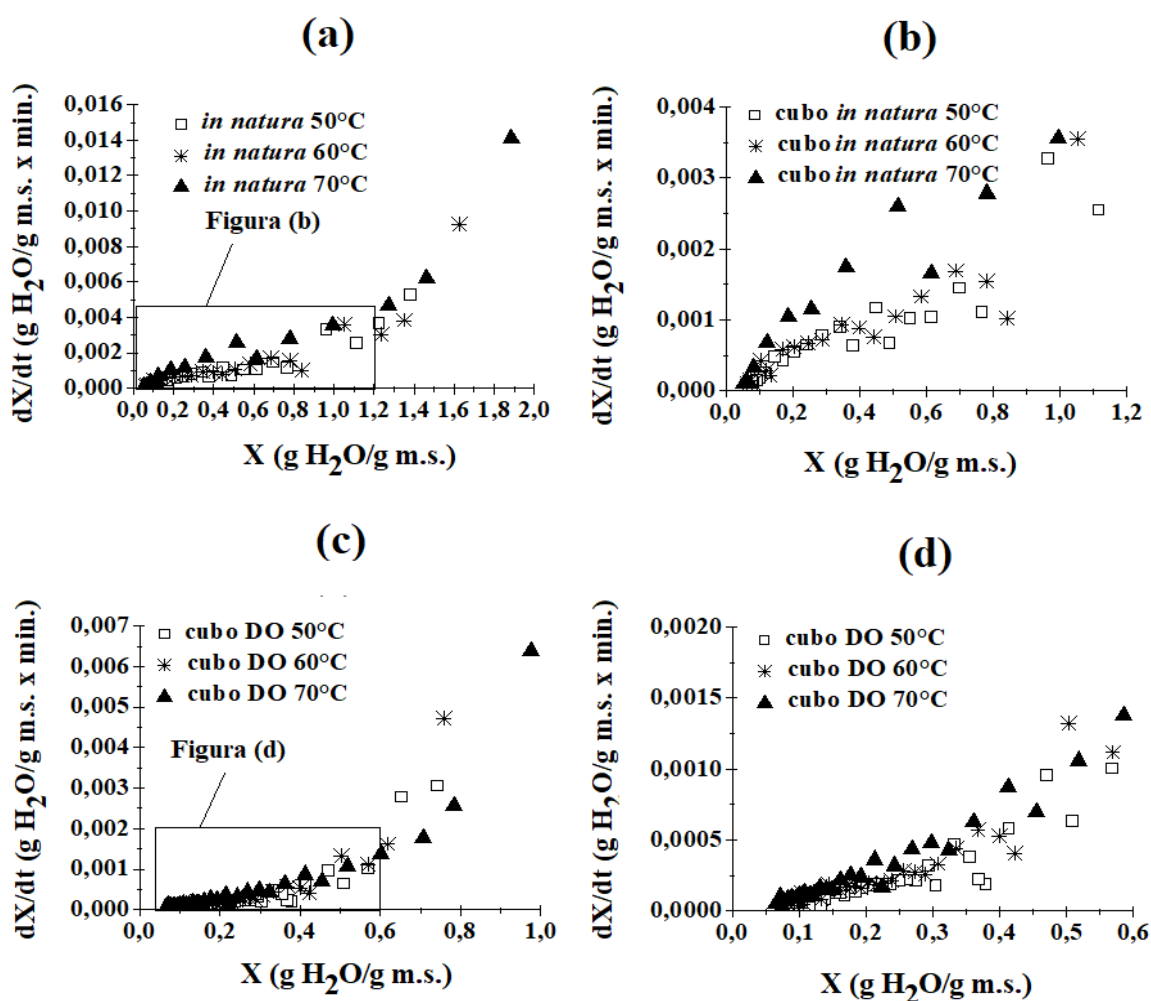 (a)
dX/dt (g H2O/g m.s. x min.)
0,016
0,014
0,012
0,010
0,008
0,006
0,004
0,002
0,000
in natura 50°C
in natura 60°C
in natura 70°C
Figura (b)
0,0 0,2 0,4 0,6 0,8 1,0 1,2 1,4 1,6 1,8 2,0
X (g H2O/g m.s.)
(b)
dX/dt (g H2O/g m.s. x min.)
0,004
0,003
0,002
0,001
0,000
cubo in natura 50°C
cubo in natura 60°C
cubo in natura 70°C
0,0 0,2 0,4 0,6 0,8 1,0 1,2
X (g H2O/g m.s.)
(c)
dX/dt (g H2O/g m.s. x min.)
0,007
0,006
0,005
0,004
0,003
0,002
0,001
0,000
cubo DO 50°C
cubo DO 60°C
cubo DO 70°C
Figura (d)
0,0 0,2 0,4 0,6 0,8 1,0
X (g H2O/g m.s.)
(d)
dX/dt (g H2O/g m.s. x min.)
0,0020
0,0015
0,0010
0,0005
0,0000
cubo DO 50°C
cubo DO 60°C
cubo DO 70°C
0,0 0,1 0,2 0,3 0,4 0,5 0,6
X (g H2O/g m.s.)